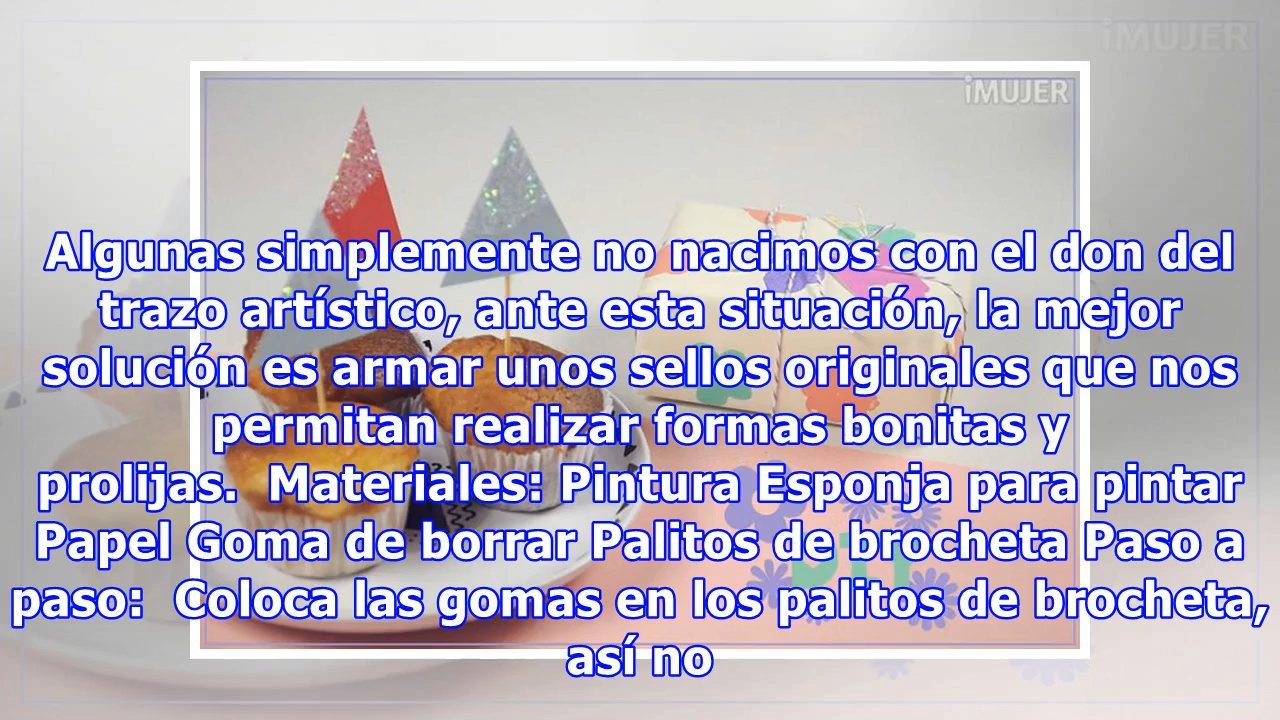 iMUJER
iMUJER
Algunas simplemente no nacimos con el don del
trazo artístico, ante esta situación, la mejor
solución es armar unos sellos originales que nos
permitan realizar formas bonitas y
prolijas.  Materiales: Pintura Esponja para pintar
Papel Goma de borrar Palitos de brocheta Paso a
paso:  Coloca las gomas en los palitos de brocheta,
así no